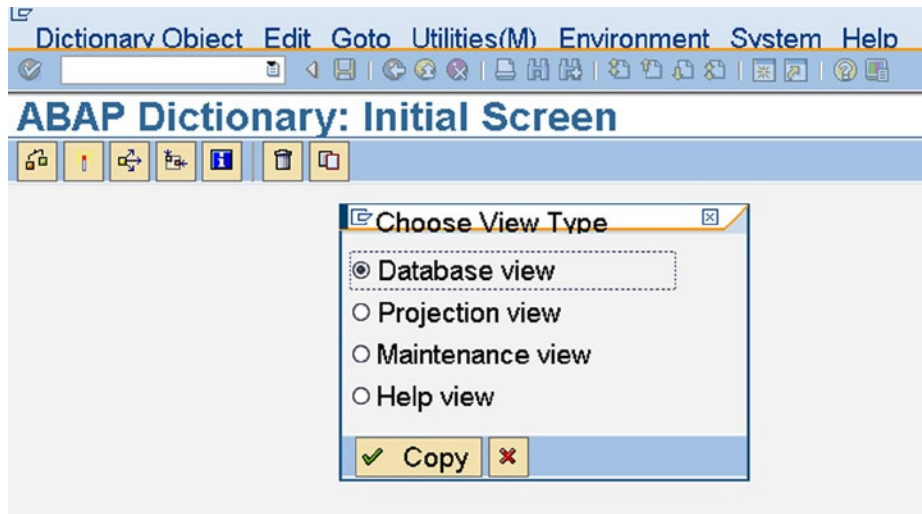 Dictionary Object Edit Goto Utilities(M) Environment System Help
ABAP Dictionary: Initial Screen
Choose View Type
Database view
Projection view
Maintenance view
Help view
Copy